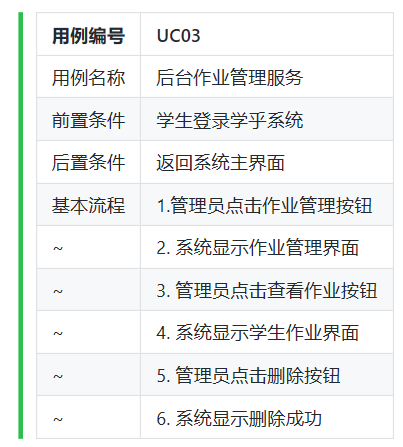 用例编号 UC03
用例名称 后台作业管理服务
前置条件 学生登录学乎系统
后置条件 返回系统主界面
基本流程 1.管理员点击作业管理按钮
~ 2. 系统显示作业管理界面
~ 3. 管理员点击查看作业按钮
~ 4. 系统显示学生作业界面
~ 5. 管理员点击删除按钮
~ 6. 系统显示删除成功